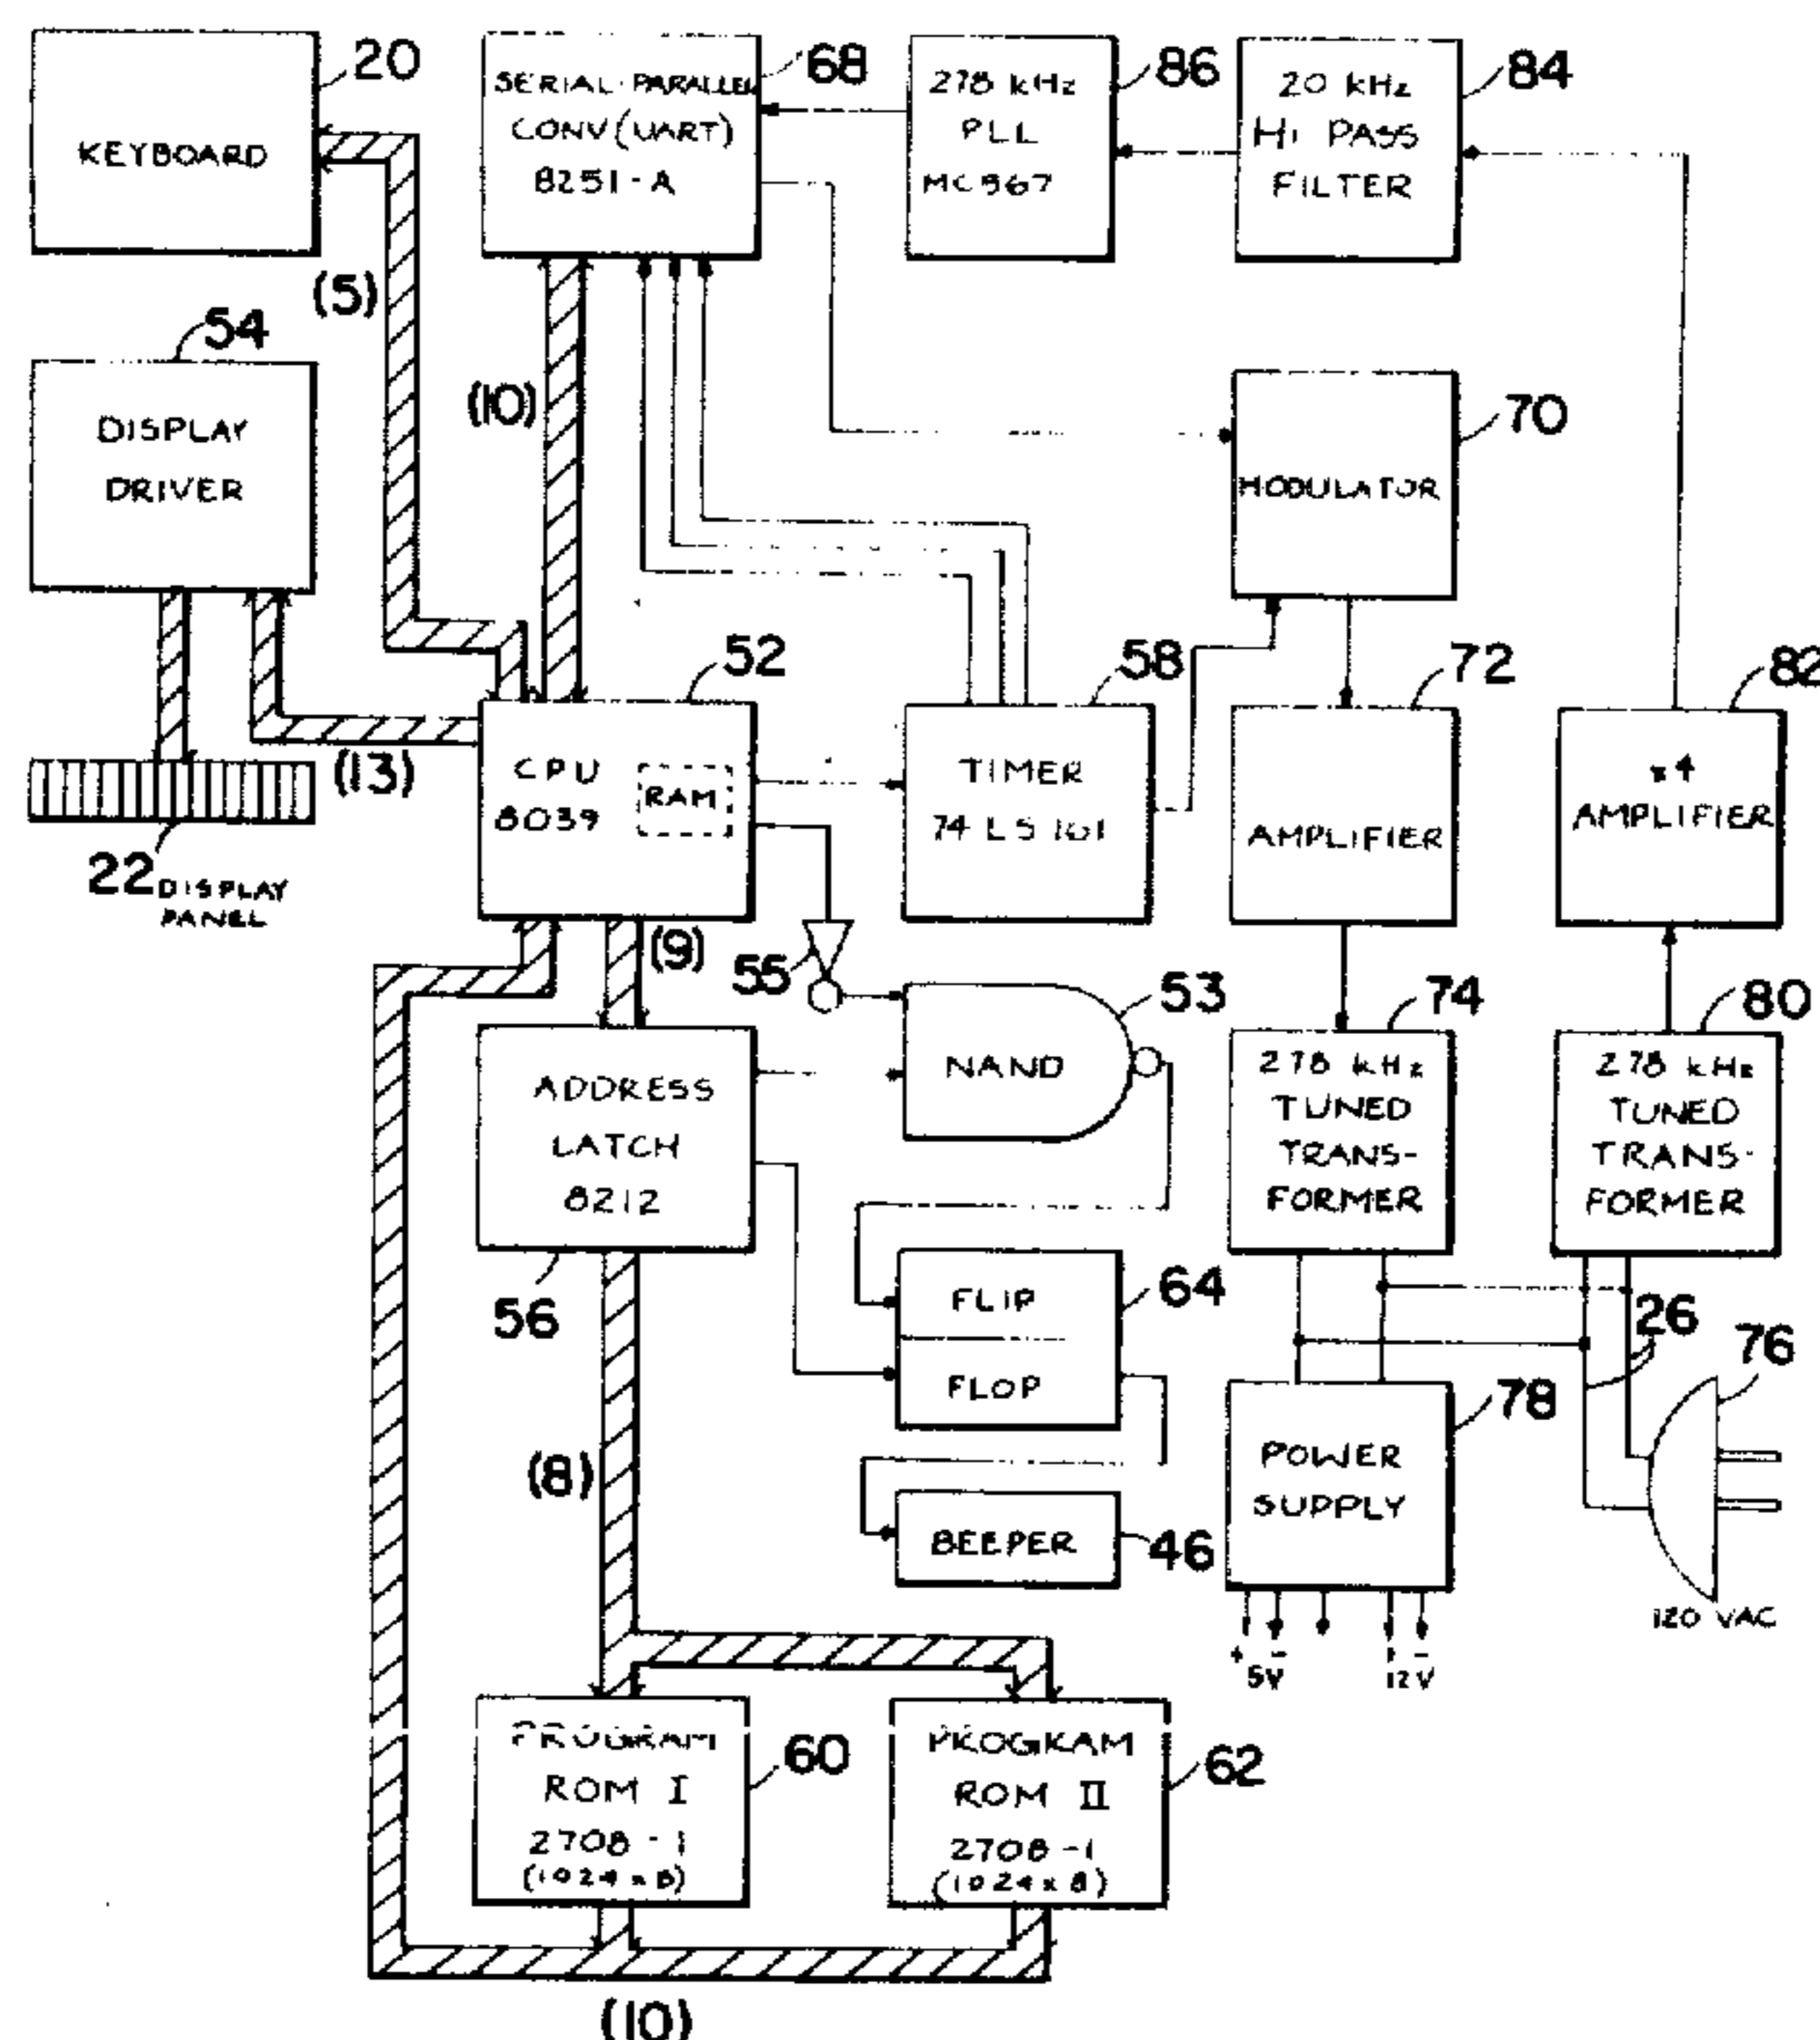 20
KEYBOARD
(5)
54
DISPLAY
DRIVER
22 DISPLAY
PANEL
(13)
68
SERIAL-PARALLEL
CONV (UART)
8251-A
(10)
86
278 kHz
PLL
MC567
84
20 kHz
HI PASS
FILTER
70
MODULATOR
52
CPU
8039
RAM
58
TIMER
74LS161
72
AMPLIFIER
82
x4
AMPLIFIER
(9)
55
53
NAND
ADDRESS
LATCH
8212
56
74
278 kHz
TUNED
TRANS-
FORMER
80
278 kHz
TUNED
TRANS-
FORMER
64
FLIP
FLOP
26
76
120 VAC
78
POWER
SUPPLY
+ -
5V
+ -
12V
BEEPER
46
(8)
PROGRAM
ROM I
2708-1
(1024 x 8)
60
PROGRAM
ROM II
2708-1
(1024 x 8)
62
(10)